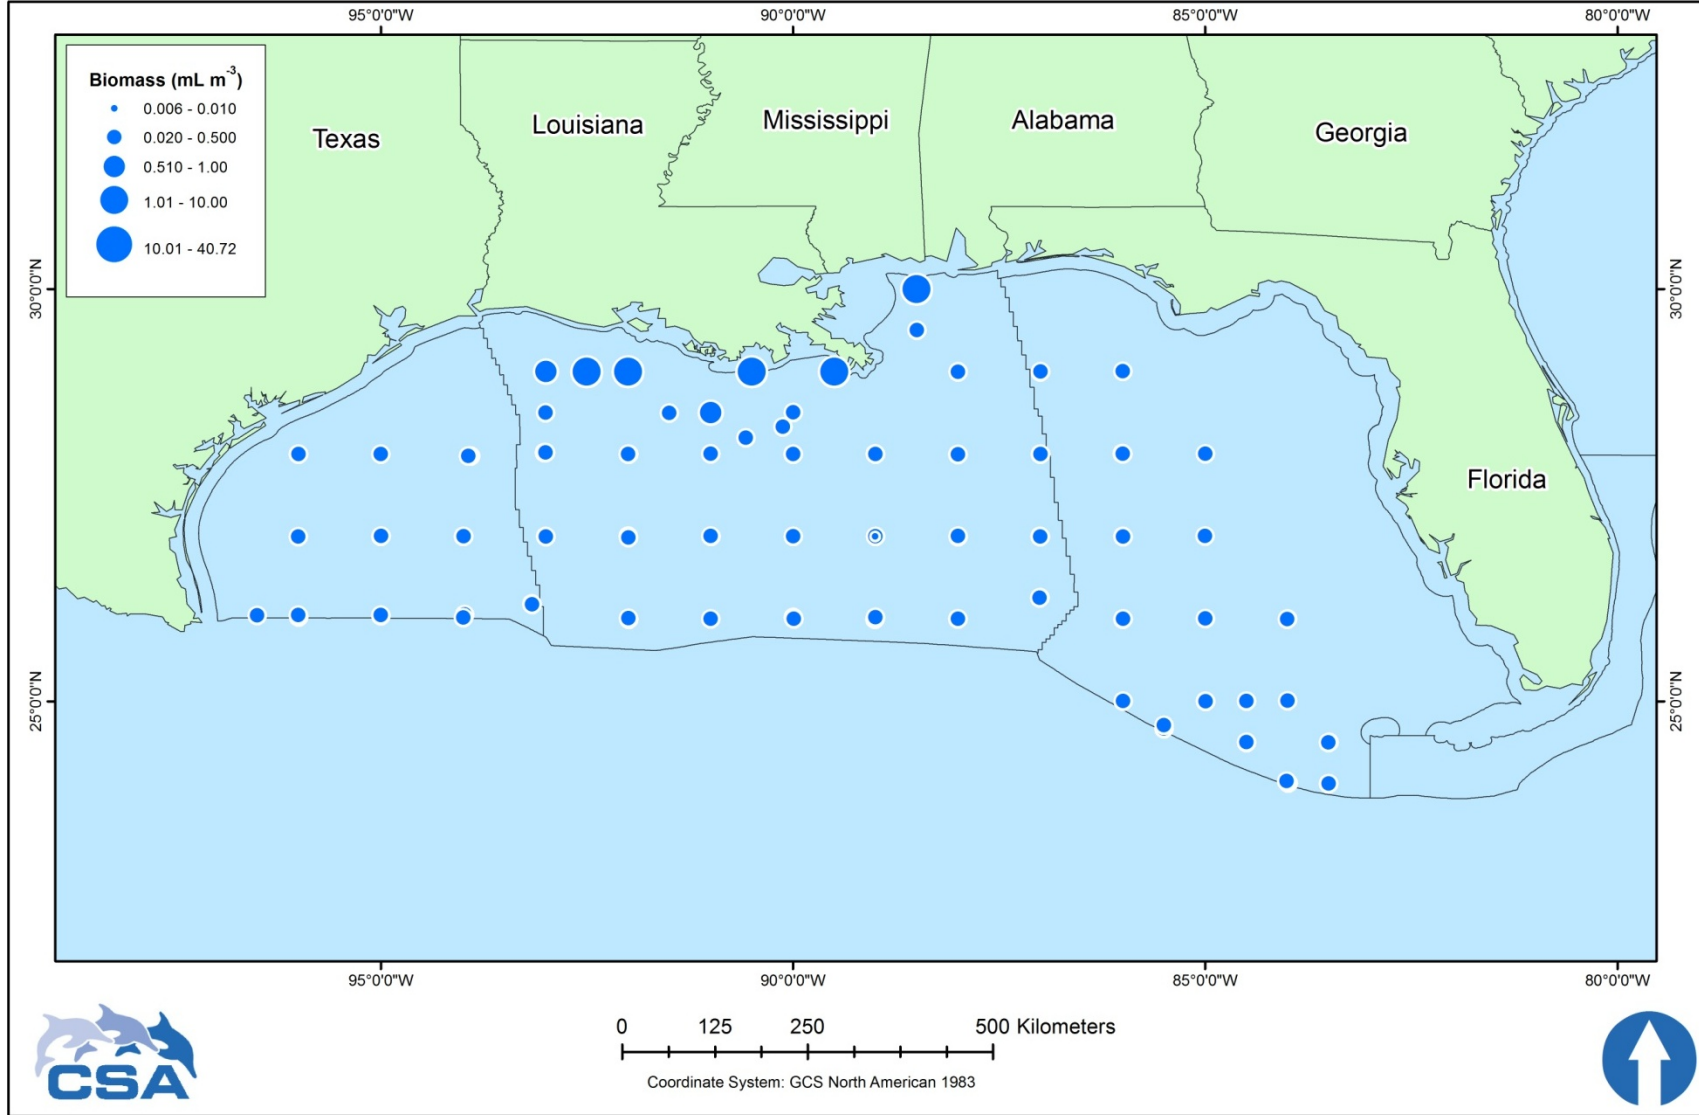 95°0'0"W 90°0'0"W 85°0'0"W 80°0'0"W
Biomass (mL m-3)
0.006 - 0.010
0.020 - 0.500
0.510 - 1.00
1.01 - 10.00
10.01 - 40.72
Texas
Louisiana
Mississippi
Alabama
Georgia
Florida
30°0'0"N
30°0'0"N
25°0'0"N
25°0'0"N
95°0'0"W 90°0'0"W 85°0'0"W 80°0'0"W
CSA
0 125 250 500 Kilometers
Coordinate System: GCS North American 1983